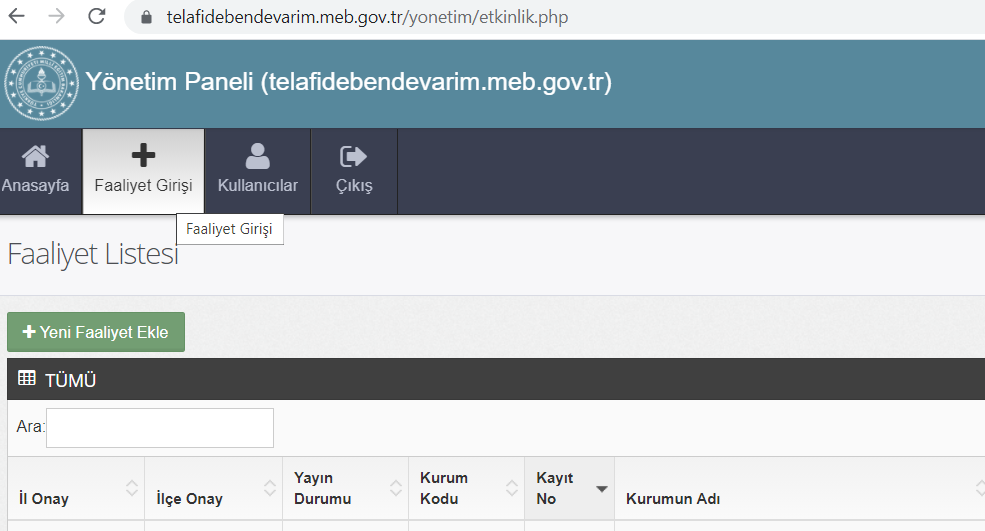 telafidebendevarim.meb.gov.tr/yonetim/etkinlik.php
Yönetim Paneli (telafidebendevarim.meb.gov.tr)
Anasayfa
Faaliyet Girişi
Kullanıcılar
Çıkış
Faaliyet Girişi
Faaliyet Listesi
Yeni Faaliyet Ekle
TÜMÜ
Ara:
İl Onay
İlçe Onay
Yayın
Durumu
Kurum
Kodu
Kayıt
No
Kurumun Adı